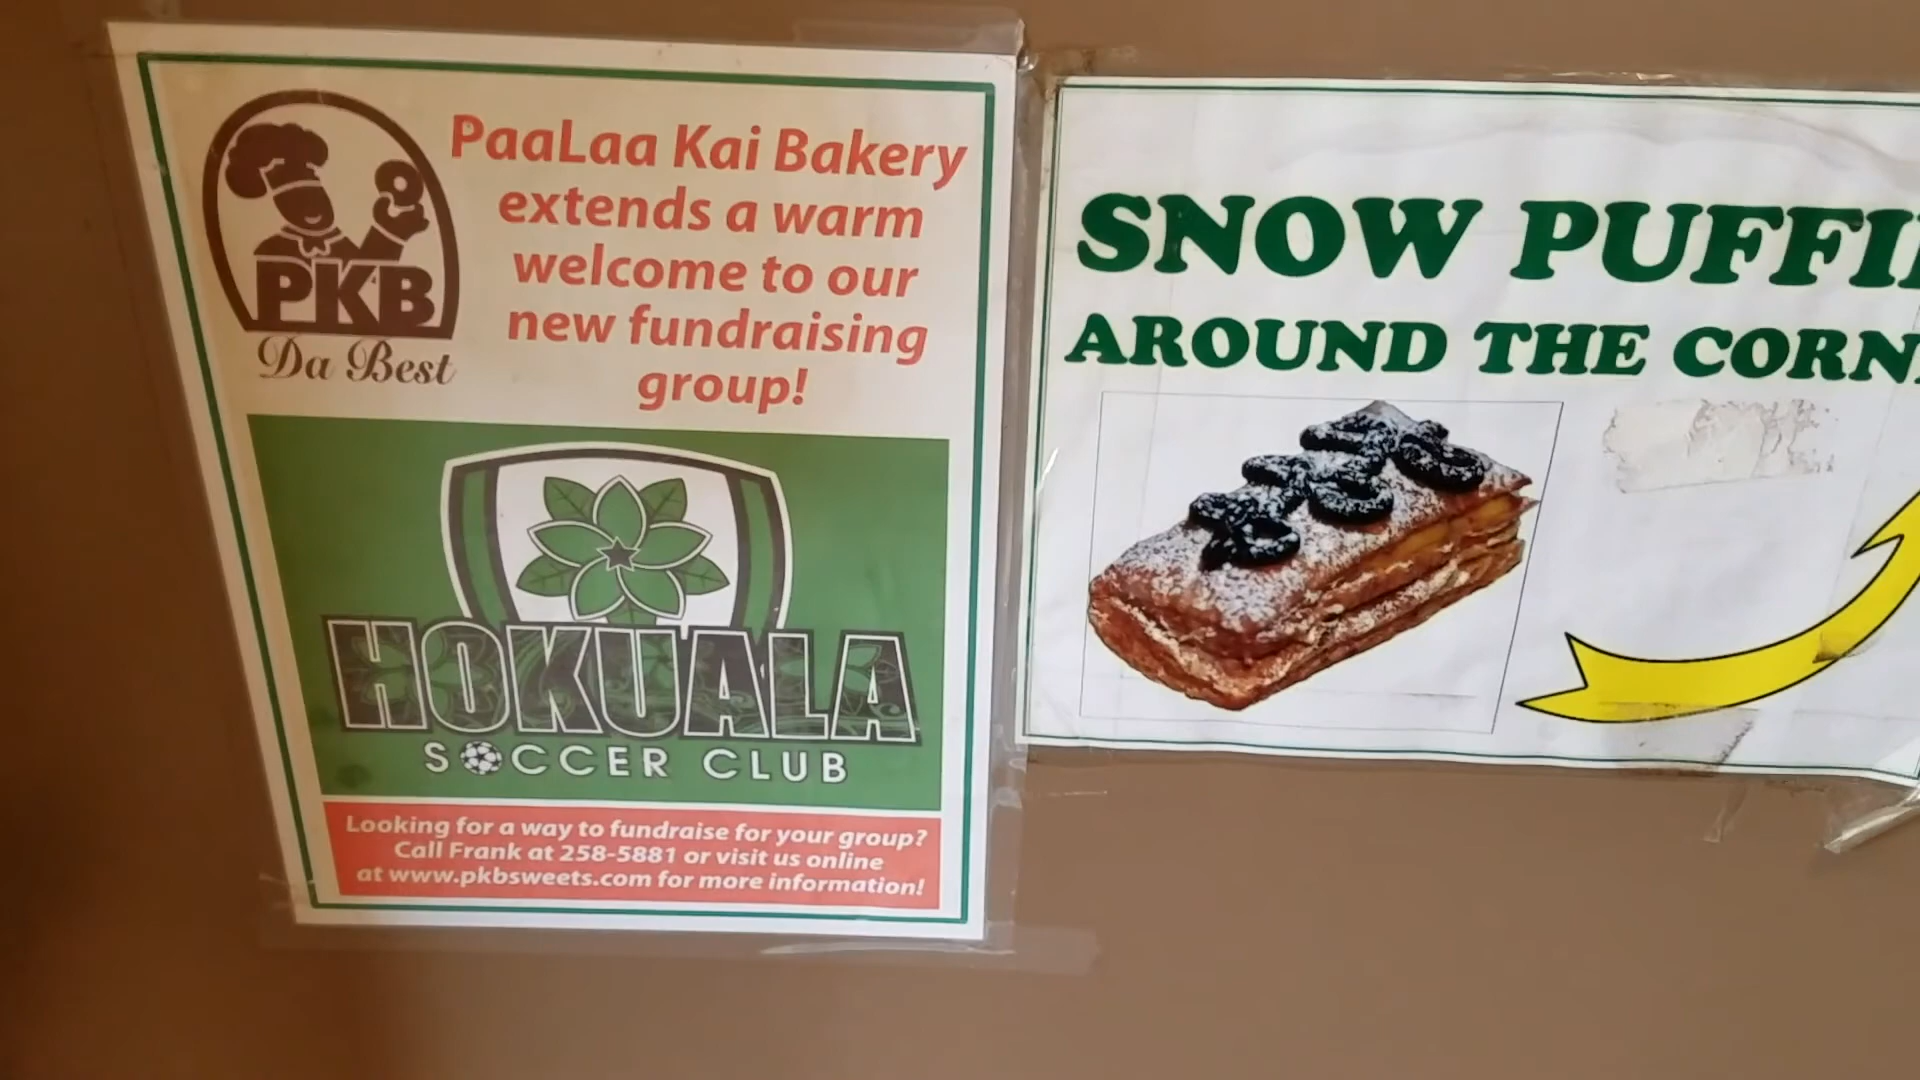 PaaLaa Kai Bakery
extends a warm
welcome to our
new fundraising
group!
PKB
Da Best
HOKUALA
SOCCER CLUB
Looking for a way to fundraise for your group?
Call Frank at 258-5881 or visit us online
at www.pkbsweets.com for more information!
SNOW
AROUND THE